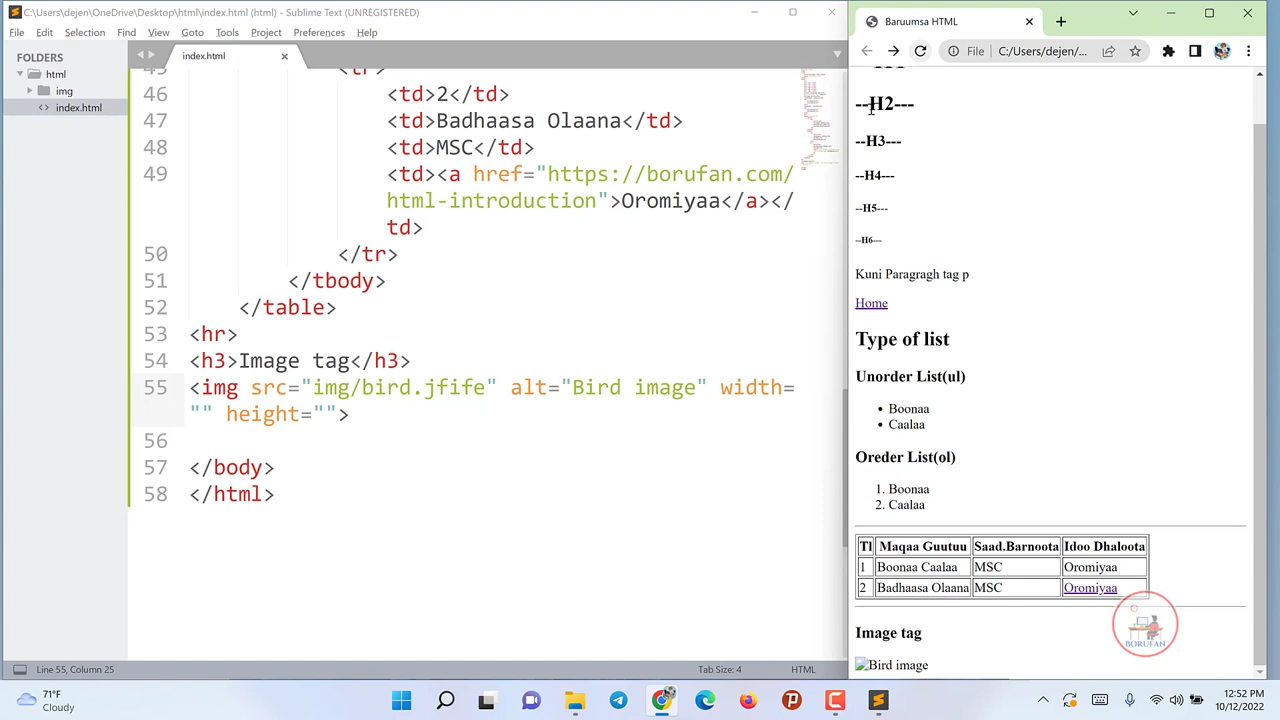 C:\Users\dejen\OneDrive\Desktop\html\index.html (html) - Sublime Text (UNREGISTERED)
File Edit Selection Find View Goto Tools Project Preferences Help
FOLDERS
html
img
index.html
index.html
<tr>
46 <td>2</td>
47 <td>Badhaasa Olaana</td>
48 <td>MSC</td>
49 <td><a href="https://borufan.com/
html-introduction">Oromiyaa</a></
td>
50 </tr>
51 </tbody>
52 </table>
53 <hr>
54 <h3>Image tag</h3>
55 <img src="img/bird.jfife" alt="Bird image" width=
"" height="">
56
57 </body>
58 </html>
Line 55, Column 25
Tab Size: 4
HTML
Baruumsa HTML
File C:/Users/dejen/...
--H2---
--H3---
--H4---
--H5---
--H6---
Kuni Paragragh tag p
Home
Type of list
Unorder List(ul)
• Boonaa
• Caalaa
Oreder List(ol)
1. Boonaa
2. Caalaa
Tl Maqaa Guutuu Saad.Barnoota Idoo Dhaloota
1 Boonaa Caalaa MSC Oromiyaa
2 Badhaasa Olaana MSC Oromiyaa
Image tag
Bird image
BORUFAN
71°F
Cloudy
12:52 PM
10/12/2022